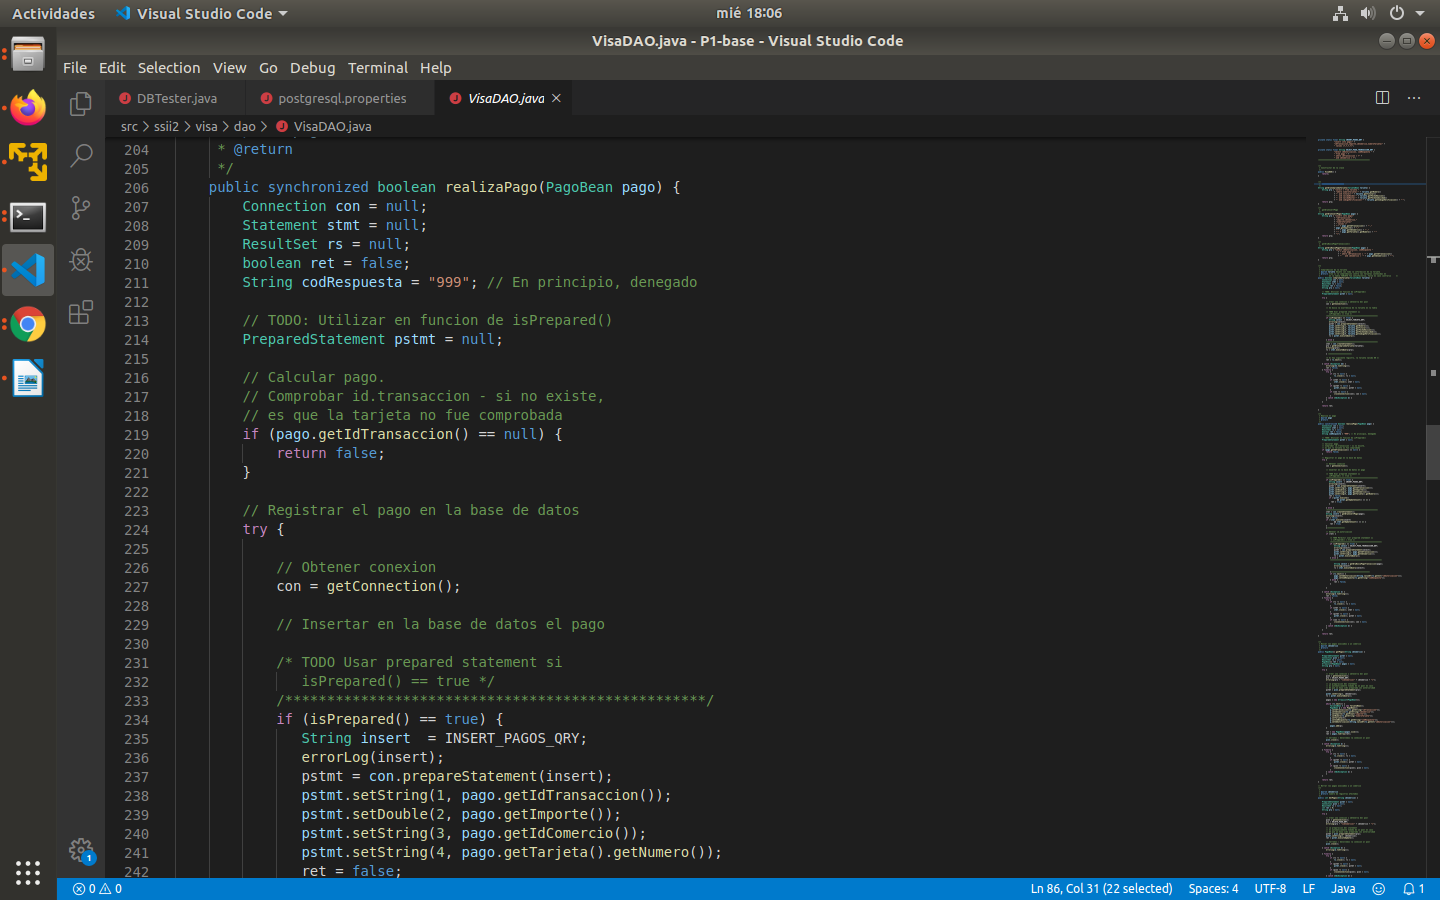 Actividades
Visual Studio Code
mié 18:06
VisaDAO.java - P1-base - Visual Studio Code
File Edit Selection View Go Debug Terminal Help
DBTester.java
postgresql.properties
VisaDAO.java
src > ssii2 > visa > dao > VisaDAO.java
204 * @return
205 */
206 public synchronized boolean realizaPago(PagoBean pago) {
207 Connection con = null;
208 Statement stmt = null;
209 ResultSet rs = null;
210 boolean ret = false;
211 String codRespuesta = "999"; // En principio, denegado
212
213 // TODO: Utilizar en funcion de isPrepared()
214 PreparedStatement pstmt = null;
215
216 // Calcular pago.
217 // Comprobar id.transaccion - si no existe,
218 // es que la tarjeta no fue comprobada
219 if (pago.getIdTransaccion() == null) {
220 return false;
221 }
222
223 // Registrar el pago en la base de datos
224 try {
225
226 // Obtener conexion
227 con = getConnection();
228
229 // Insertar en la base de datos el pago
230
231 /* TODO Usar prepared statement si
232 isPrepared() == true */
233 /**************************************************/
234 if (isPrepared() == true) {
235 String insert  = INSERT_PAGOS_QRY;
236 errorLog(insert);
237 pstmt = con.prepareStatement(insert);
238 pstmt.setString(1, pago.getIdTransaccion());
239 pstmt.setDouble(2, pago.getImporte());
240 pstmt.setString(3, pago.getIdComercio());
241 pstmt.setString(4, pago.getTarjeta().getNumero());
242 ret = false;
1
0 0
Ln 86, Col 31 (22 selected) Spaces: 4 UTF-8 LF Java 1